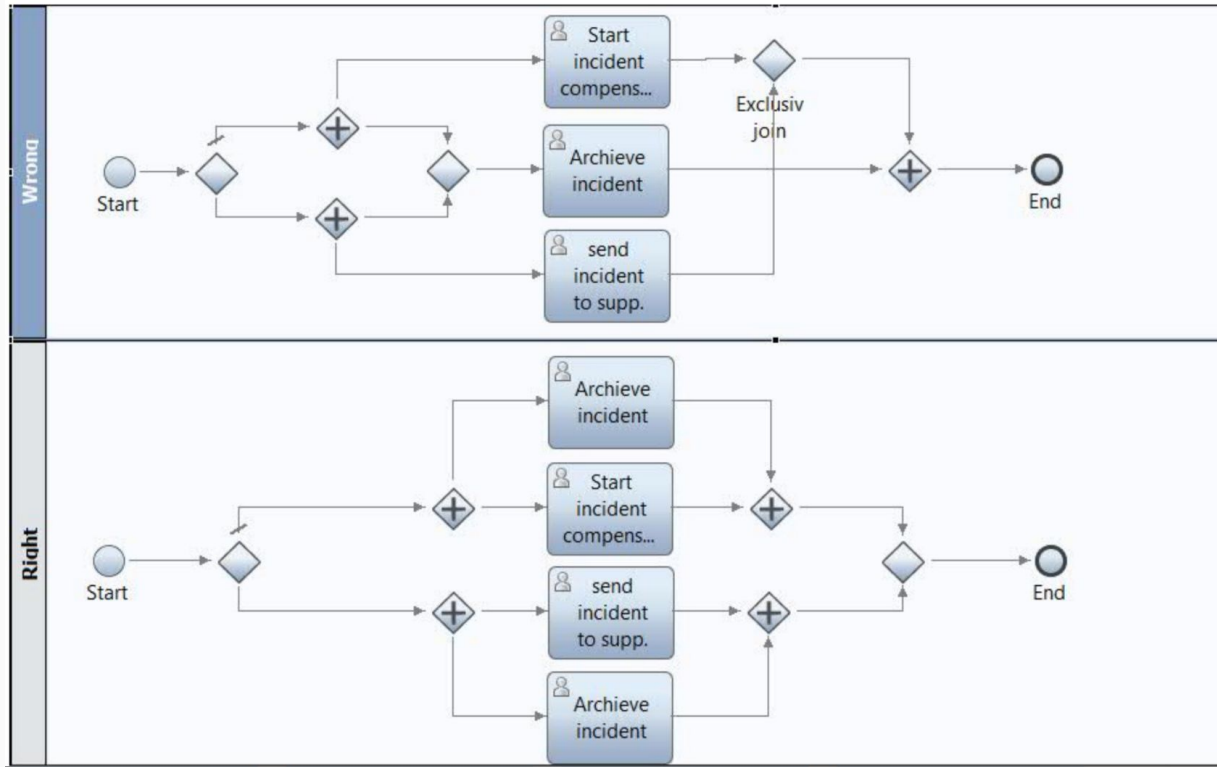 Wrong
Start
Start
incident
compens...
Exclusiv
join
Archieve
incident
send
incident
to supp.
End
Right
Start
Archieve
incident
Start
incident
compens...
send
incident
to supp.
Archieve
incident
End